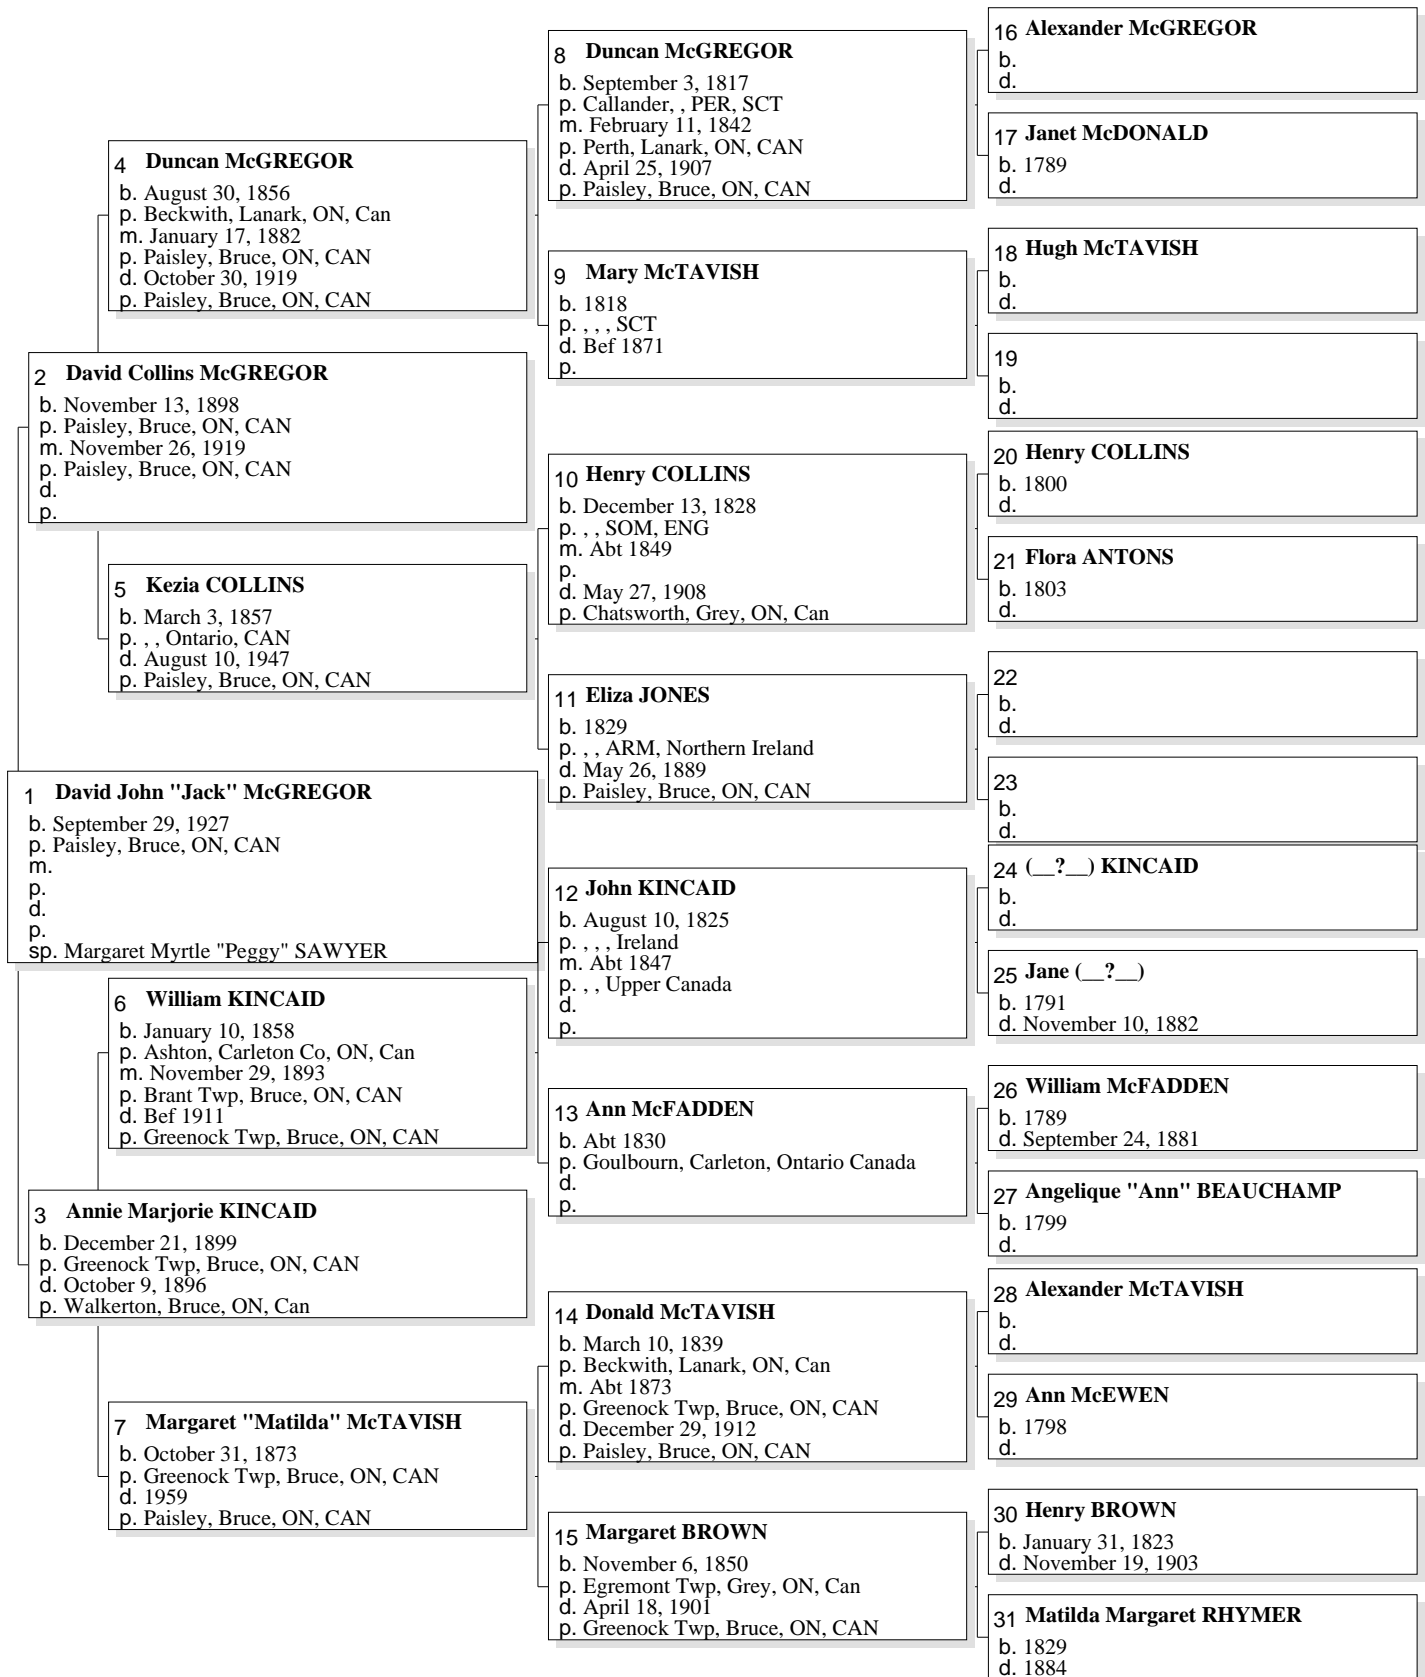 1 David John "Jack" McGREGOR
b. September 29, 1927
p. Paisley, Bruce, ON, CAN
m.
p.
d.
p.
sp. Margaret Myrtle "Peggy" SAWYER
2 David Collins McGREGOR
b. November 13, 1898
p. Paisley, Bruce, ON, CAN
m. November 26, 1919
p. Paisley, Bruce, ON, CAN
d.
p.
3 Annie Marjorie KINCAID
b. December 21, 1899
p. Greenock Twp, Bruce, ON, CAN
d. October 9, 1896
p. Walkerton, Bruce, ON, Can
4 Duncan McGREGOR
b. August 30, 1856
p. Beckwith, Lanark, ON, Can
m. January 17, 1882
p. Paisley, Bruce, ON, CAN
d. October 30, 1919
p. Paisley, Bruce, ON, CAN
5 Kezia COLLINS
b. March 3, 1857
p. , , Ontario, CAN
d. August 10, 1947
p. Paisley, Bruce, ON, CAN
6 William KINCAID
b. January 10, 1858
p. Ashton, Carleton Co, ON, Can
m. November 29, 1893
p. Brant Twp, Bruce, ON, CAN
d. Bef 1911
p. Greenock Twp, Bruce, ON, CAN
7 Margaret "Matilda" McTAVISH
b. October 31, 1873
p. Greenock Twp, Bruce, ON, CAN
d. 1959
p. Paisley, Bruce, ON, CAN
8 Duncan McGREGOR
b. September 3, 1817
p. Callander, , PER, SCT
m. February 11, 1842
p. Perth, Lanark, ON, CAN
d. April 25, 1907
p. Paisley, Bruce, ON, CAN
9 Mary McTAVISH
b. 1818
p. , , , SCT
d. Bef 1871
p.
10 Henry COLLINS
b. December 13, 1828
p. , , SOM, ENG
m. Abt 1849
p.
d. May 27, 1908
p. Chatsworth, Grey, ON, Can
11 Eliza JONES
b. 1829
p. , , ARM, Northern Ireland
d. May 26, 1889
p. Paisley, Bruce, ON, CAN
12 John KINCAID
b. August 10, 1825
p. , , , Ireland
m. Abt 1847
p. , , Upper Canada
d.
p.
13 Ann McFADDEN
b. Abt 1830
p. Goulbourn, Carleton, Ontario Canada
d.
p.
14 Donald McTAVISH
b. March 10, 1839
p. Beckwith, Lanark, ON, Can
m. Abt 1873
p. Greenock Twp, Bruce, ON, CAN
d. December 29, 1912
p. Paisley, Bruce, ON, CAN
15 Margaret BROWN
b. November 6, 1850
p. Egremont Twp, Grey, ON, Can
d. April 18, 1901
p. Greenock Twp, Bruce, ON, CAN
16 Alexander McGREGOR
b.
d.
17 Janet McDONALD
b. 1789
d.
18 Hugh McTAVISH
b.
d.
19
b.
d.
20 Henry COLLINS
b. 1800
d.
21 Flora ANTONS
b. 1803
d.
22
b.
d.
23
b.
d.
24 (__?__) KINCAID
b.
d.
25 Jane (__?__)
b. 1791
d. November 10, 1882
26 William McFADDEN
b. 1789
d. September 24, 1881
27 Angelique "Ann" BEAUCHAMP
b. 1799
d.
28 Alexander McTAVISH
b.
d.
29 Ann McEWEN
b. 1798
d.
30 Henry BROWN
b. January 31, 1823
d. November 19, 1903
31 Matilda Margaret RHYMER
b. 1829
d. 1884